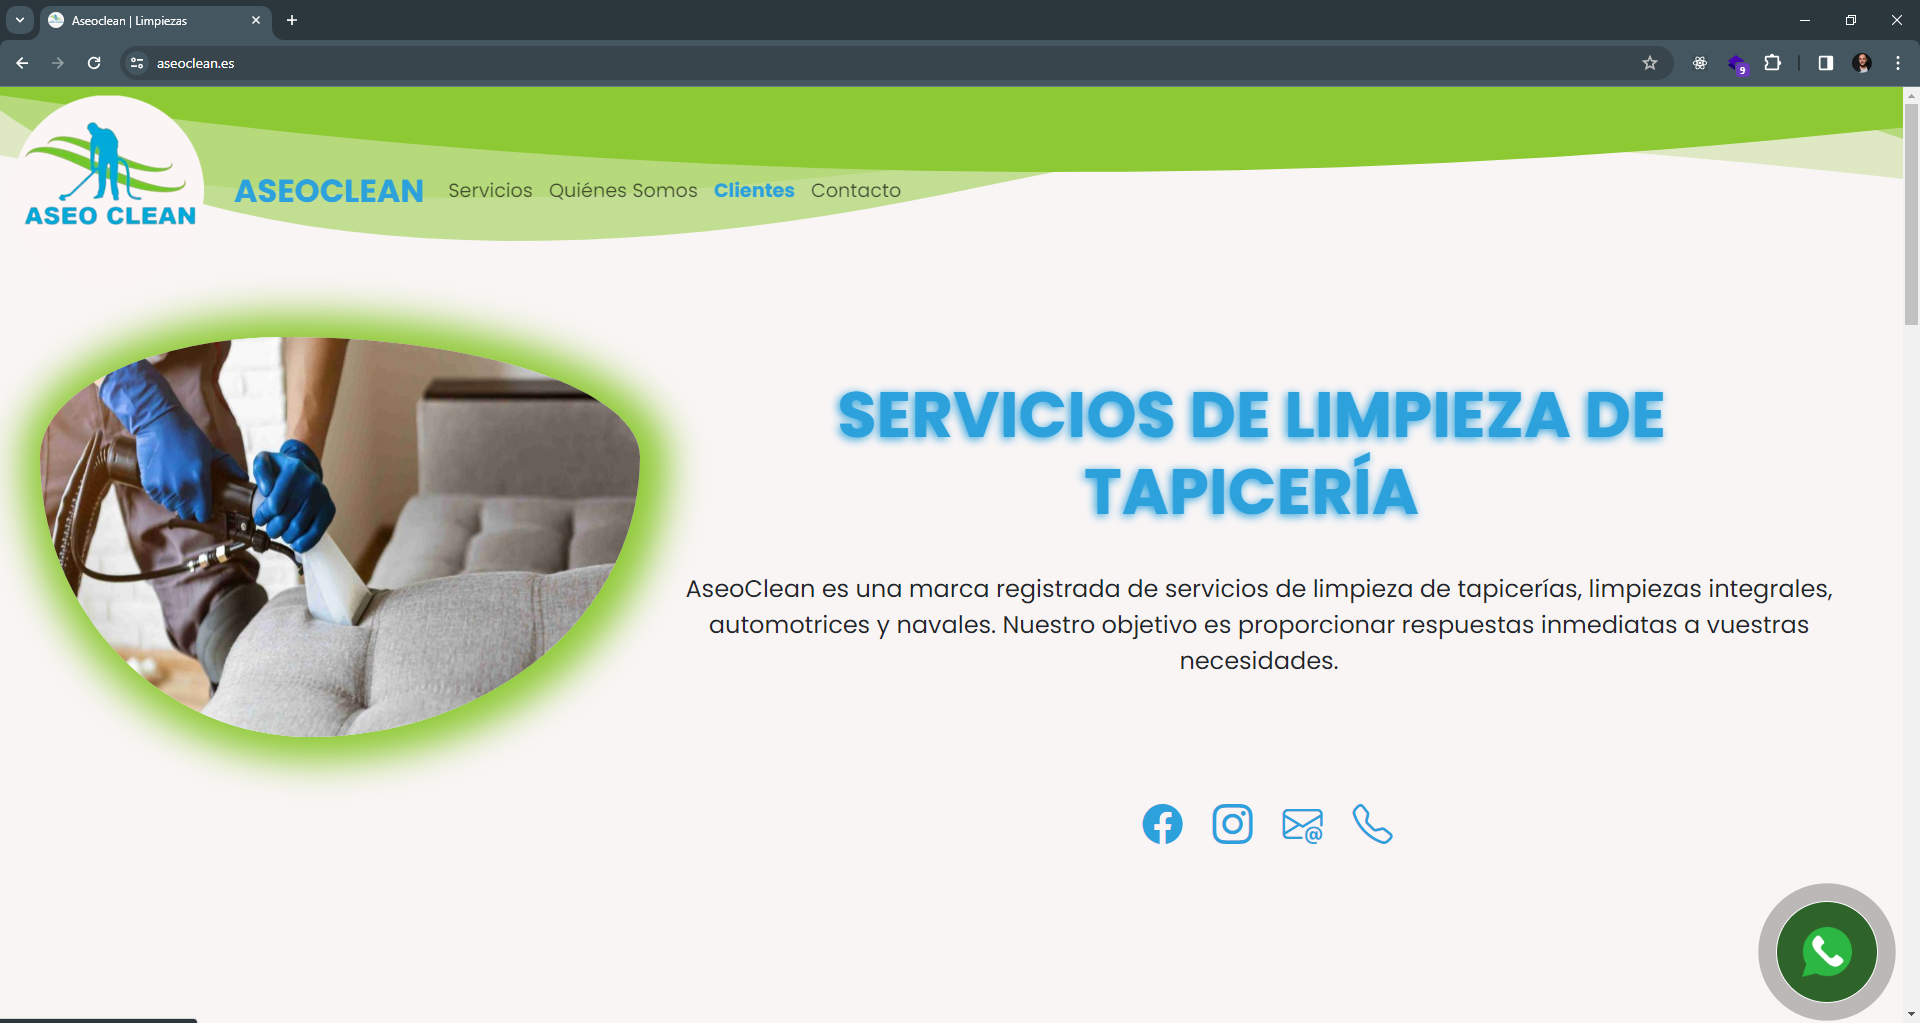 Aseoclean | Limpiezas
aseoclean.es
9
ASEO CLEAN
ASEOCLEAN Servicios Quiénes Somos Clientes Contacto
SERVICIOS DE LIMPIEZA DE
TAPICERÍA
AseoClean es una marca registrada de servicios de limpieza de tapicerías, limpiezas integrales,
automotrices y navales. Nuestro objetivo es proporcionar respuestas inmediatas a vuestras
necesidades.